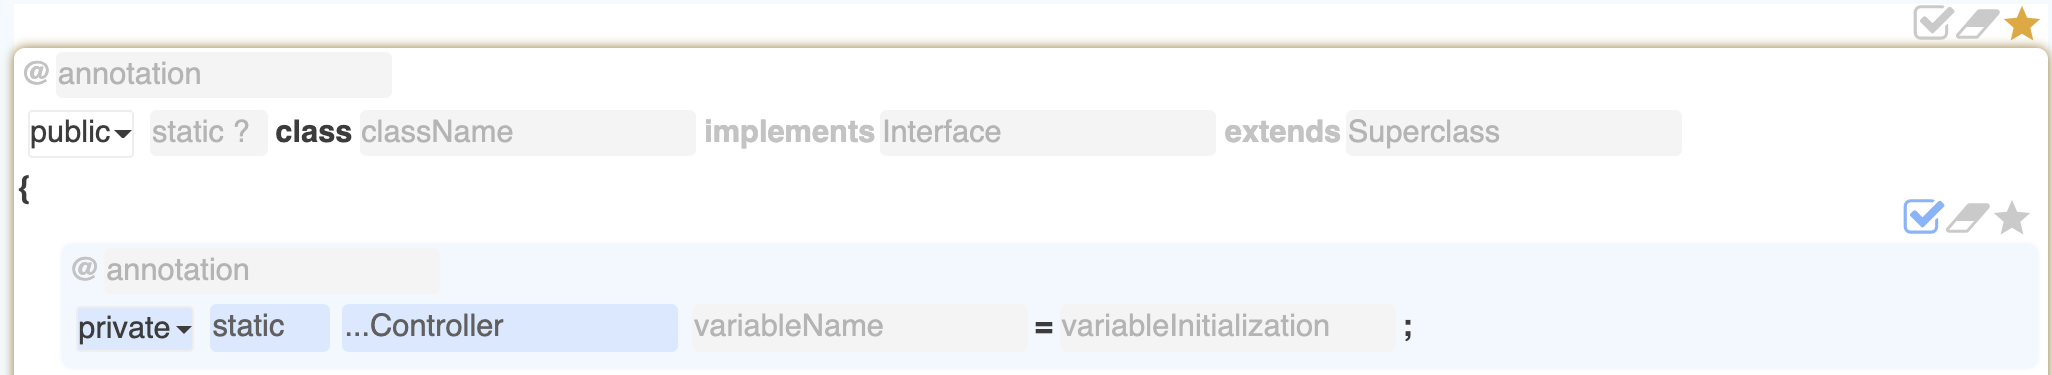 @ annotation
public static ? class className implements Interface extends Superclass
{
@ annotation
private static ...Controller variableName = variableInitialization ;